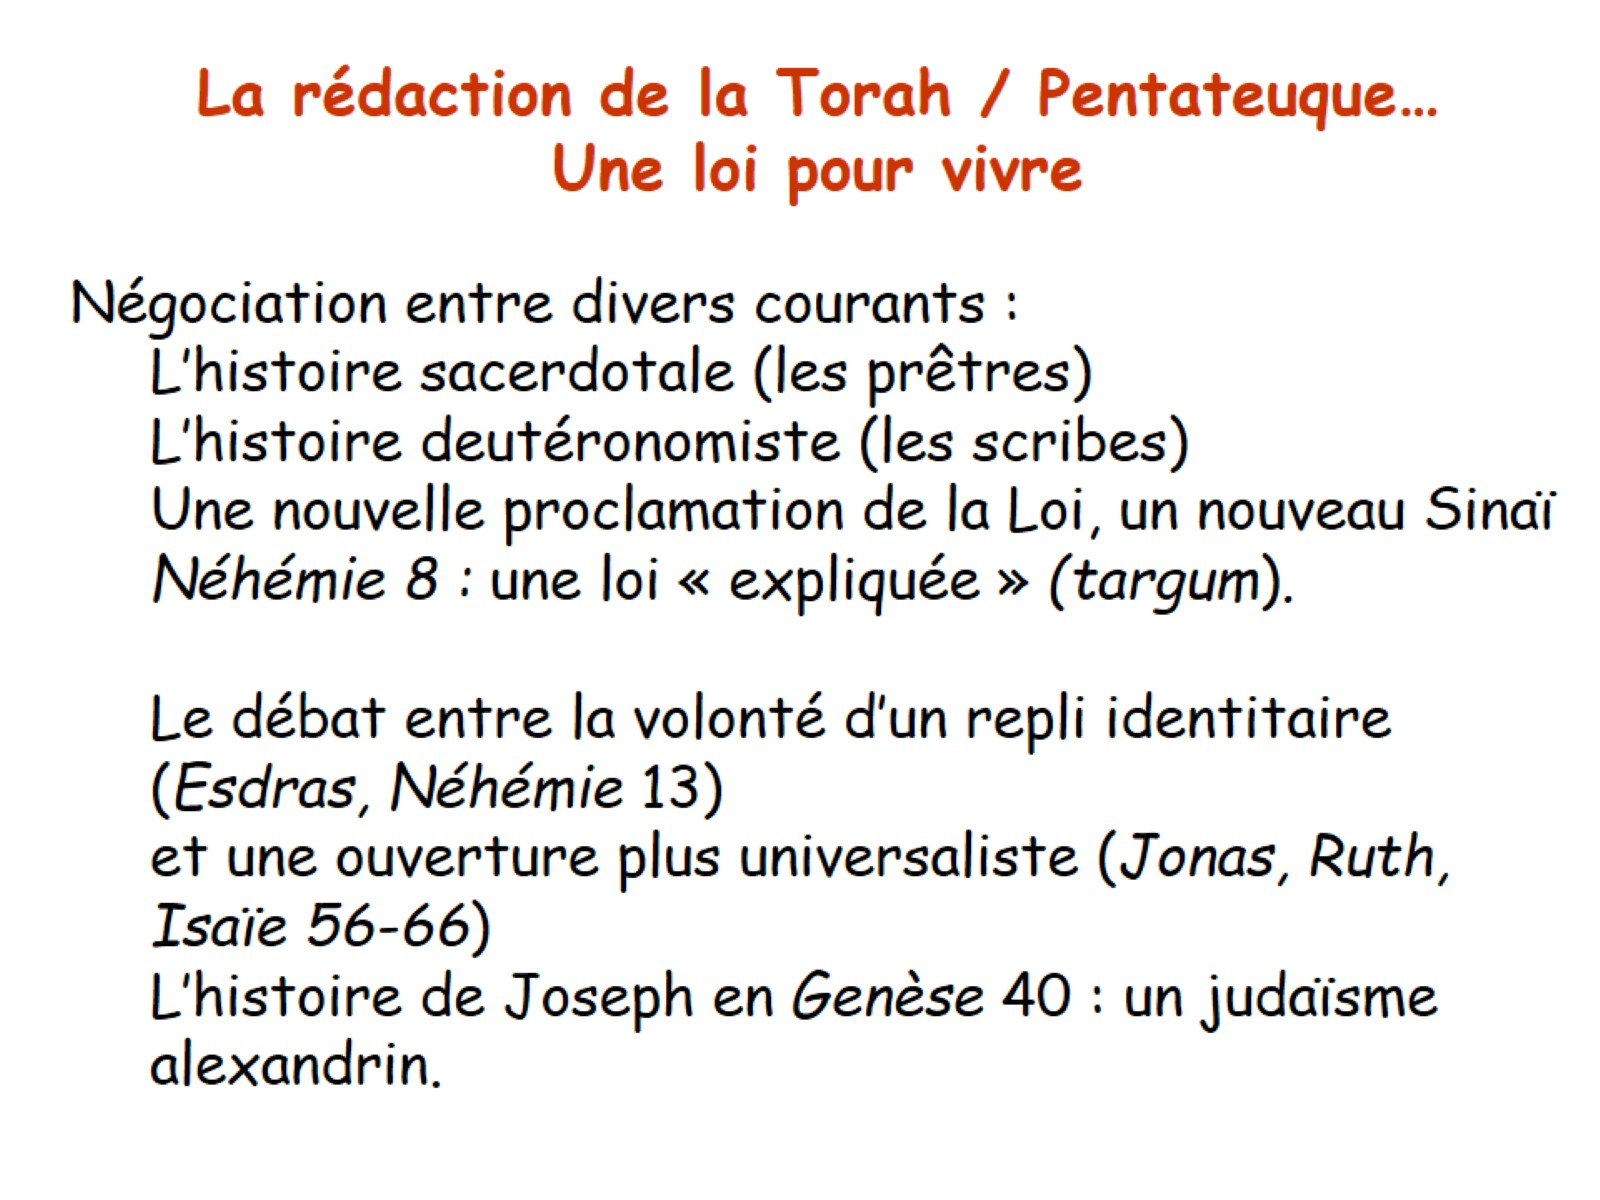 La rédaction de la Torah / Pentateuque…
Une loi pour vivre
Négociation entre divers courants :
L'histoire sacerdotale (les prêtres)
L'histoire deutéronomiste (les scribes)
Une nouvelle proclamation de la Loi, un nouveau Sinaï
Néhémie 8 : une loi « expliquée » (targum).
Le débat entre la volonté d'un repli identitaire
(Esdras, Néhémie 13)
et une ouverture plus universaliste (Jonas, Ruth,
Isaïe 56-66)
L'histoire de Joseph en Genèse 40 : un judaïsme
alexandrin.